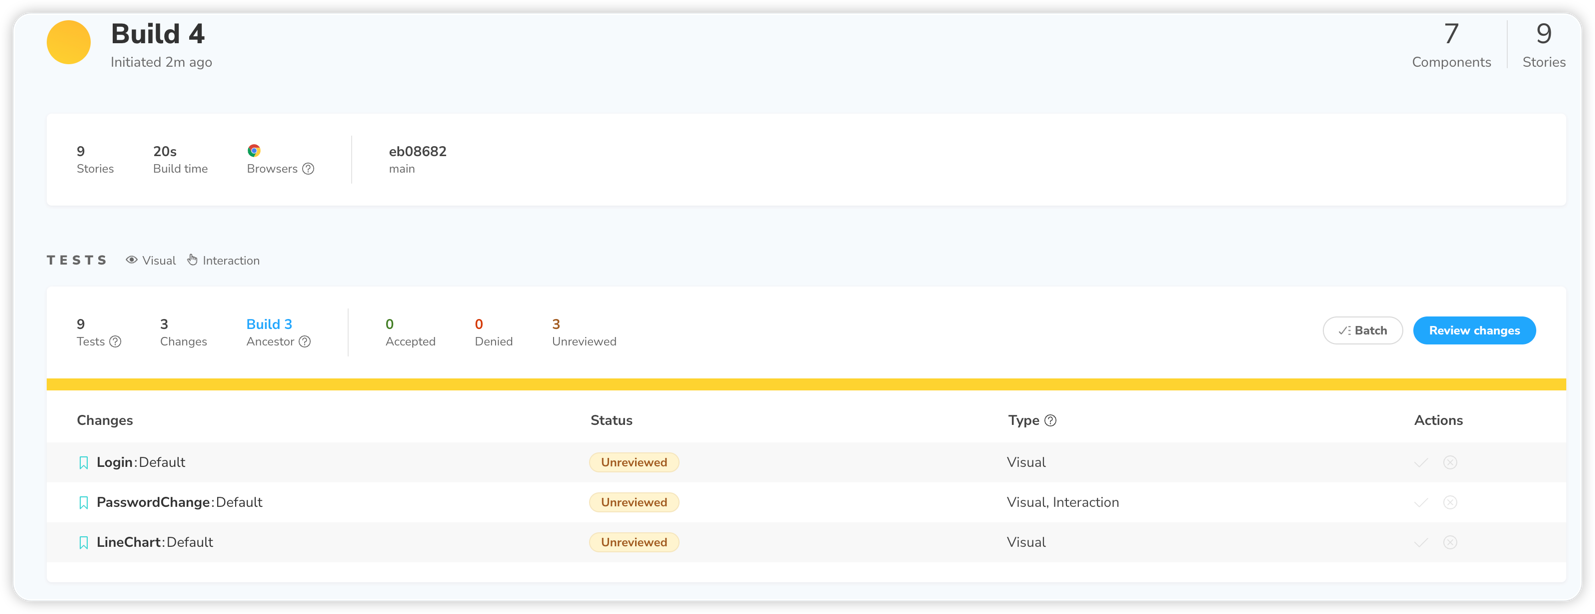 Build 4
Initiated 2m ago
7
Components
9
Stories
9
Stories
20s
Build time
Browsers
eb08682
main
TESTS Visual Interaction
9
Tests
3
Changes
Build 3
Ancestor
0
Accepted
0
Denied
3
Unreviewed
Batch
Review changes
Changes Status Type Actions
Login:Default Unreviewed Visual
PasswordChange:Default Unreviewed Visual, Interaction
LineChart:Default Unreviewed Visual